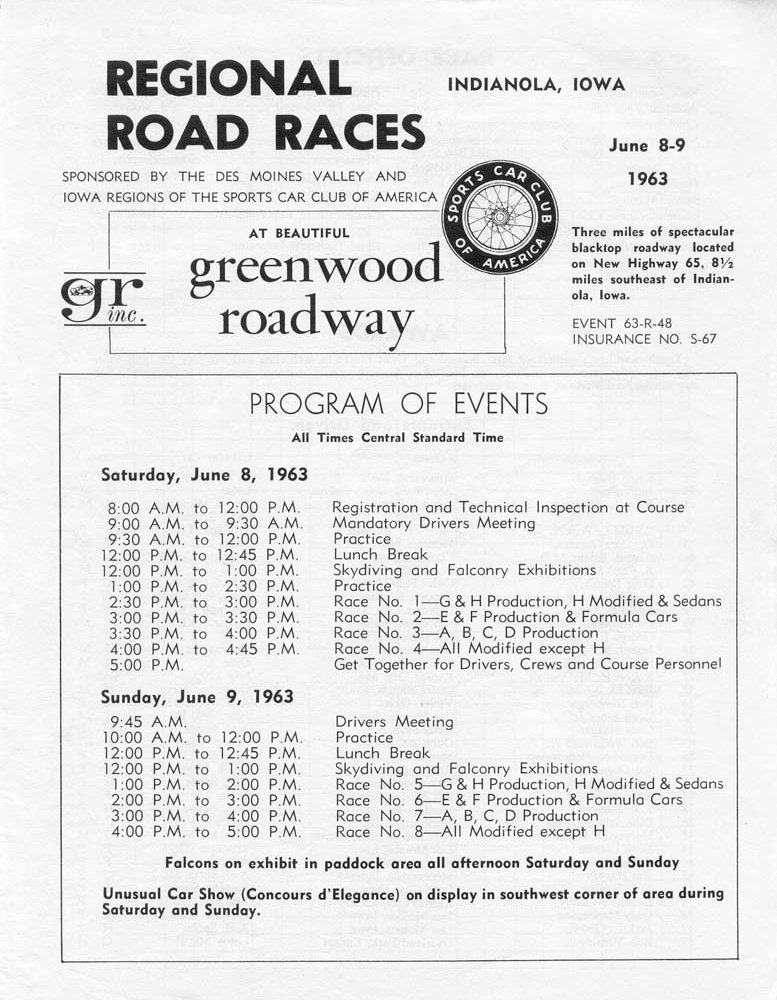 REGIONAL
ROAD RACES
INDIANOLA, IOWA
June 8-9
1963
SPONSORED BY THE DES MOINES VALLEY AND
IOWA REGIONS OF THE SPORTS CAR CLUB OF AMERICA
SPORTS CAR CLUB
OF AMERICA
AT BEAUTIFUL
greenwood
roadway
gr
inc.
Three miles of spectacular
blacktop roadway located
on New Highway 65, 8½
miles southeast of Indian-
ola, Iowa.
EVENT 63-R-48
INSURANCE NO. S-67
PROGRAM OF EVENTS
All Times Central Standard Time
Saturday, June 8, 1963
8:00 A.M. to 12:00 P.M. Registration and Technical Inspection at Course
9:00 A.M. to 9:30 A.M. Mandatory Drivers Meeting
9:30 A.M. to 12:00 P.M. Practice
12:00 P.M. to 12:45 P.M. Lunch Break
12:00 P.M. to 1:00 P.M. Skydiving and Falconry Exhibitions
1:00 P.M. to 2:30 P.M. Practice
2:30 P.M. to 3:00 P.M. Race No. 1—G & H Production, H Modified & Sedans
3:00 P.M. to 3:30 P.M. Race No. 2—E & F Production & Formula Cars
3:30 P.M. to 4:00 P.M. Race No. 3—A, B, C, D Production
4:00 P.M. to 4:45 P.M. Race No. 4—All Modified except H
5:00 P.M. Get Together for Drivers, Crews and Course Personnel
Sunday, June 9, 1963
9:45 A.M. Drivers Meeting
10:00 A.M. to 12:00 P.M. Practice
12:00 P.M. to 12:45 P.M. Lunch Break
12:00 P.M. to 1:00 P.M. Skydiving and Falconry Exhibitions
1:00 P.M. to 2:00 P.M. Race No. 5—G & H Production, H Modified & Sedans
2:00 P.M. to 3:00 P.M. Race No. 6—E & F Production & Formula Cars
3:00 P.M. to 4:00 P.M. Race No. 7—A, B, C, D Production
4:00 P.M. to 5:00 P.M. Race No. 8—All Modified except H
Falcons on exhibit in paddock area all afternoon Saturday and Sunday
Unusual Car Show (Concours d'Elegance) on display in southwest corner of area during
Saturday and Sunday.